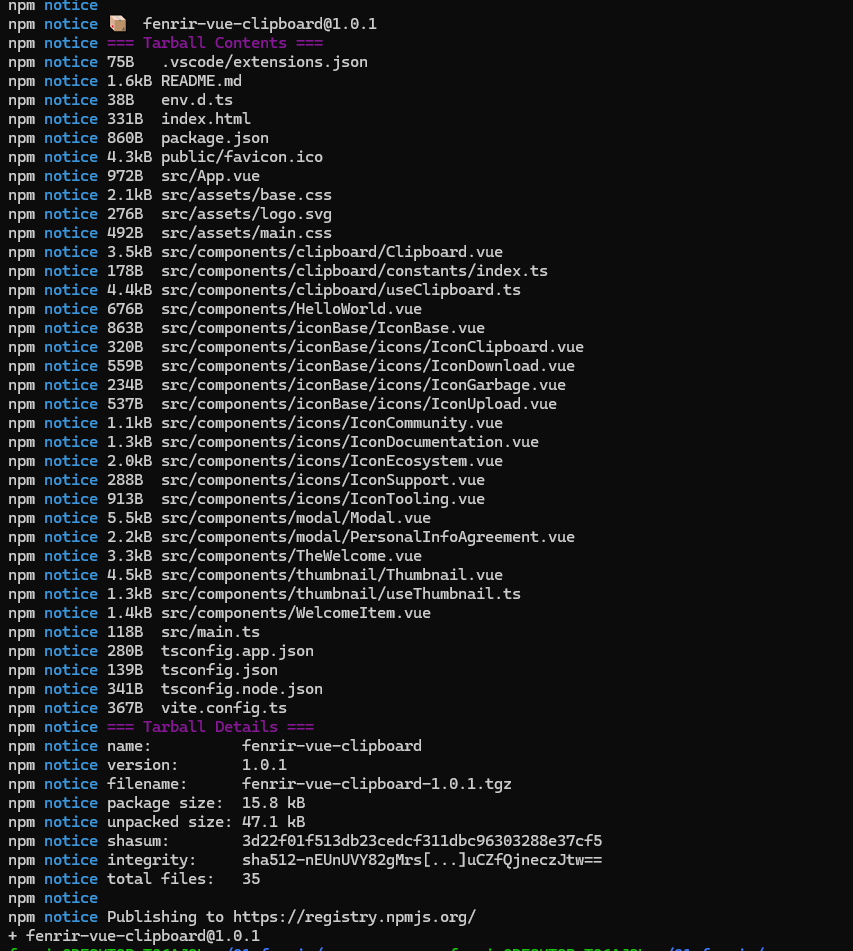 npm notice
npm notice 📦 fenrir-vue-clipboard@1.0.1
npm notice === Tarball Contents ===
npm notice 75B .vscode/extensions.json
npm notice 1.6kB README.md
npm notice 38B env.d.ts
npm notice 331B index.html
npm notice 860B package.json
npm notice 4.3kB public/favicon.ico
npm notice 972B src/App.vue
npm notice 2.1kB src/assets/base.css
npm notice 276B src/assets/logo.svg
npm notice 492B src/assets/main.css
npm notice 3.5kB src/components/clipboard/Clipboard.vue
npm notice 178B src/components/clipboard/constants/index.ts
npm notice 4.4kB src/components/clipboard/useClipboard.ts
npm notice 676B src/components/HelloWorld.vue
npm notice 863B src/components/iconBase/IconBase.vue
npm notice 320B src/components/iconBase/icons/IconClipboard.vue
npm notice 559B src/components/iconBase/icons/IconDownload.vue
npm notice 234B src/components/iconBase/icons/IconGarbage.vue
npm notice 537B src/components/iconBase/icons/IconUpload.vue
npm notice 1.1kB src/components/icons/IconCommunity.vue
npm notice 1.3kB src/components/icons/IconDocumentation.vue
npm notice 2.0kB src/components/icons/IconEcosystem.vue
npm notice 288B src/components/icons/IconSupport.vue
npm notice 913B src/components/icons/IconTooling.vue
npm notice 5.5kB src/components/modal/Modal.vue
npm notice 2.2kB src/components/modal/PersonalInfoAgreement.vue
npm notice 3.3kB src/components/TheWelcome.vue
npm notice 4.5kB src/components/thumbnail/Thumbnail.vue
npm notice 1.3kB src/components/thumbnail/useThumbnail.ts
npm notice 1.4kB src/components/WelcomeItem.vue
npm notice 118B src/main.ts
npm notice 280B tsconfig.app.json
npm notice 139B tsconfig.json
npm notice 341B tsconfig.node.json
npm notice 367B vite.config.ts
npm notice === Tarball Details ===
npm notice name: fenrir-vue-clipboard
npm notice version: 1.0.1
npm notice filename: fenrir-vue-clipboard-1.0.1.tgz
npm notice package size: 15.8 kB
npm notice unpacked size: 47.1 kB
npm notice shasum: 3d22f01f513db23cedcf311dbc96303288e37cf5
npm notice integrity: sha512-nEUnUVY82gMrs[...]uCZfQjneczJtw==
npm notice total files: 35
npm notice
npm notice Publishing to https://registry.npmjs.org/
+ fenrir-vue-clipboard@1.0.1